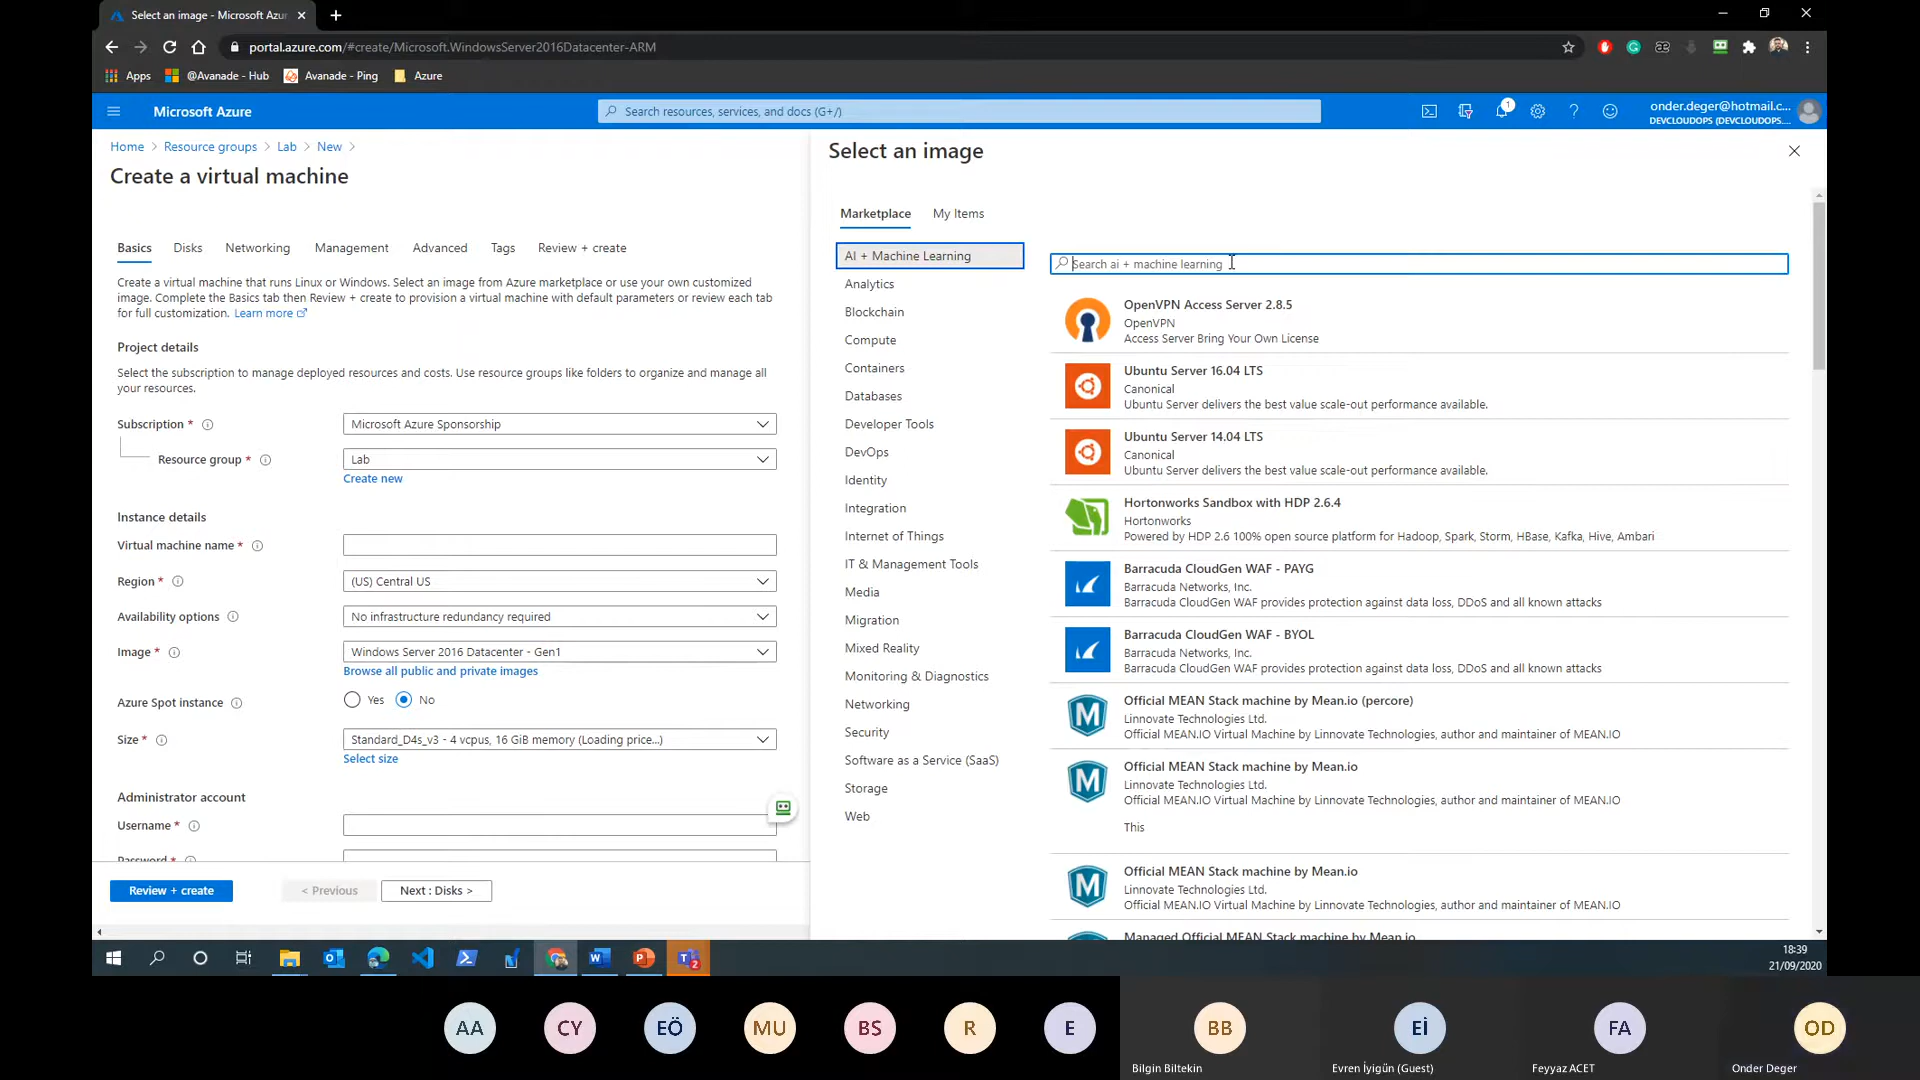 Select an image - Microsoft Azur
portal.azure.com/#create/Microsoft.WindowsServer2016Datacenter-ARM
Apps
@Avanade - Hub
Avanade - Ping
Azure
Microsoft Azure
Search resources, services, and docs (G+/)
1
onder.deger@hotmail.c...
DEVCLOUDOPS (DEVCLOUDOPS....
Home > Resource groups > Lab > New >
Create a virtual machine
Basics
Disks
Networking
Management
Advanced
Tags
Review + create
Create a virtual machine that runs Linux or Windows. Select an image from Azure marketplace or use your own customized
image. Complete the Basics tab then Review + create to provision a virtual machine with default parameters or review each tab
for full customization. Learn more
Project details
Select the subscription to manage deployed resources and costs. Use resource groups like folders to organize and manage all
your resources.
Subscription *
Microsoft Azure Sponsorship
Resource group *
Lab
Create new
Instance details
Virtual machine name *
Region *
(US) Central US
Availability options
No infrastructure redundancy required
Image *
Windows Server 2016 Datacenter - Gen1
Browse all public and private images
Azure Spot instance
Yes
No
Size *
Standard_D4s_v3 - 4 vcpus, 16 GiB memory (Loading price...)
Select size
Administrator account
Username *
Password *
Review + create
< Previous
Next : Disks >
Select an image
Marketplace
My Items
AI + Machine Learning
Analytics
Blockchain
Compute
Containers
Databases
Developer Tools
DevOps
Identity
Integration
Internet of Things
IT & Management Tools
Media
Migration
Mixed Reality
Monitoring & Diagnostics
Networking
Security
Software as a Service (SaaS)
Storage
Web
Search ai + machine learning
OpenVPN Access Server 2.8.5
OpenVPN
Access Server Bring Your Own License
Ubuntu Server 16.04 LTS
Canonical
Ubuntu Server delivers the best value scale-out performance available.
Ubuntu Server 14.04 LTS
Canonical
Ubuntu Server delivers the best value scale-out performance available.
Hortonworks Sandbox with HDP 2.6.4
Hortonworks
Powered by HDP 2.6 100% open source platform for Hadoop, Spark, Storm, HBase, Kafka, Hive, Ambari
Barracuda CloudGen WAF - PAYG
Barracuda Networks, Inc.
Barracuda CloudGen WAF provides protection against data loss, DDoS and all known attacks
Barracuda CloudGen WAF - BYOL
Barracuda Networks, Inc.
Barracuda CloudGen WAF provides protection against data loss, DDoS and all known attacks
Official MEAN Stack machine by Mean.io (percore)
Linnovate Technologies Ltd.
Official MEAN.IO Virtual Machine by Linnovate Technologies, author and maintainer of MEAN.IO
Official MEAN Stack machine by Mean.io
Linnovate Technologies Ltd.
Official MEAN.IO Virtual Machine by Linnovate Technologies, author and maintainer of MEAN.IO
This
Official MEAN Stack machine by Mean.io
Linnovate Technologies Ltd.
Official MEAN.IO Virtual Machine by Linnovate Technologies, author and maintainer of MEAN.IO
Managed Official MEAN Stack machine by Mean.io
18:39
21/09/2020
AA
CY
EÖ
MU
BS
R
E
BB
Bilgin Biltekin
Eİ
Evren İyigün (Guest)
FA
Feyyaz ACET
OD
Onder Deger